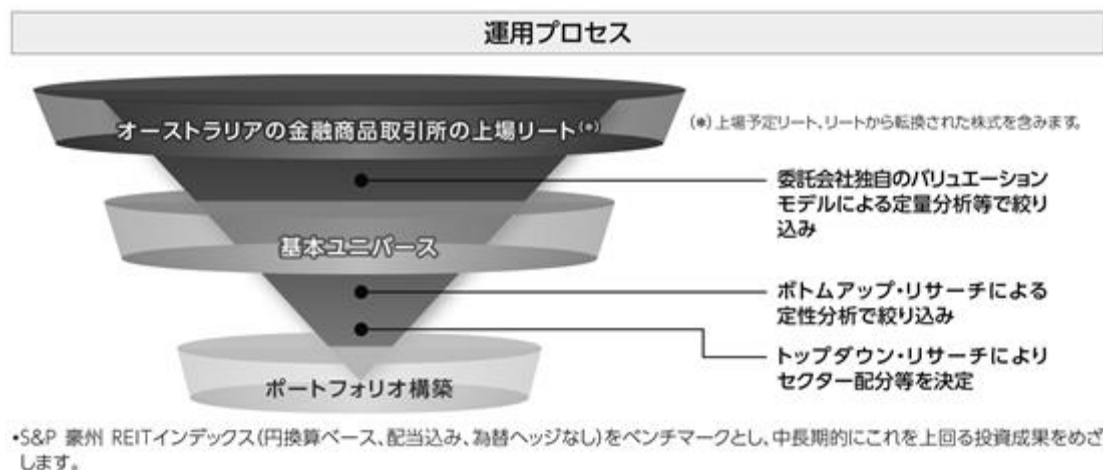 運用プロセス
オーストラリアの金融商品取引所の上場リート(*)
(*)上場予定リート、リートから転換された株式を含みます。
委託会社独自のバリュエーション
モデルによる定量分析等で絞り
込み
基本ユニバース
ボトムアップ・リサーチによる
定性分析で絞り込み
トップダウン・リサーチにより
セクター配分等を決定
ポートフォリオ構築
・S&P 豪州 REITインデックス(円換算ベース、配当込み、為替ヘッジなし)をベンチマークとし、中長期的にこれを上回る投資成果をめざ
します。